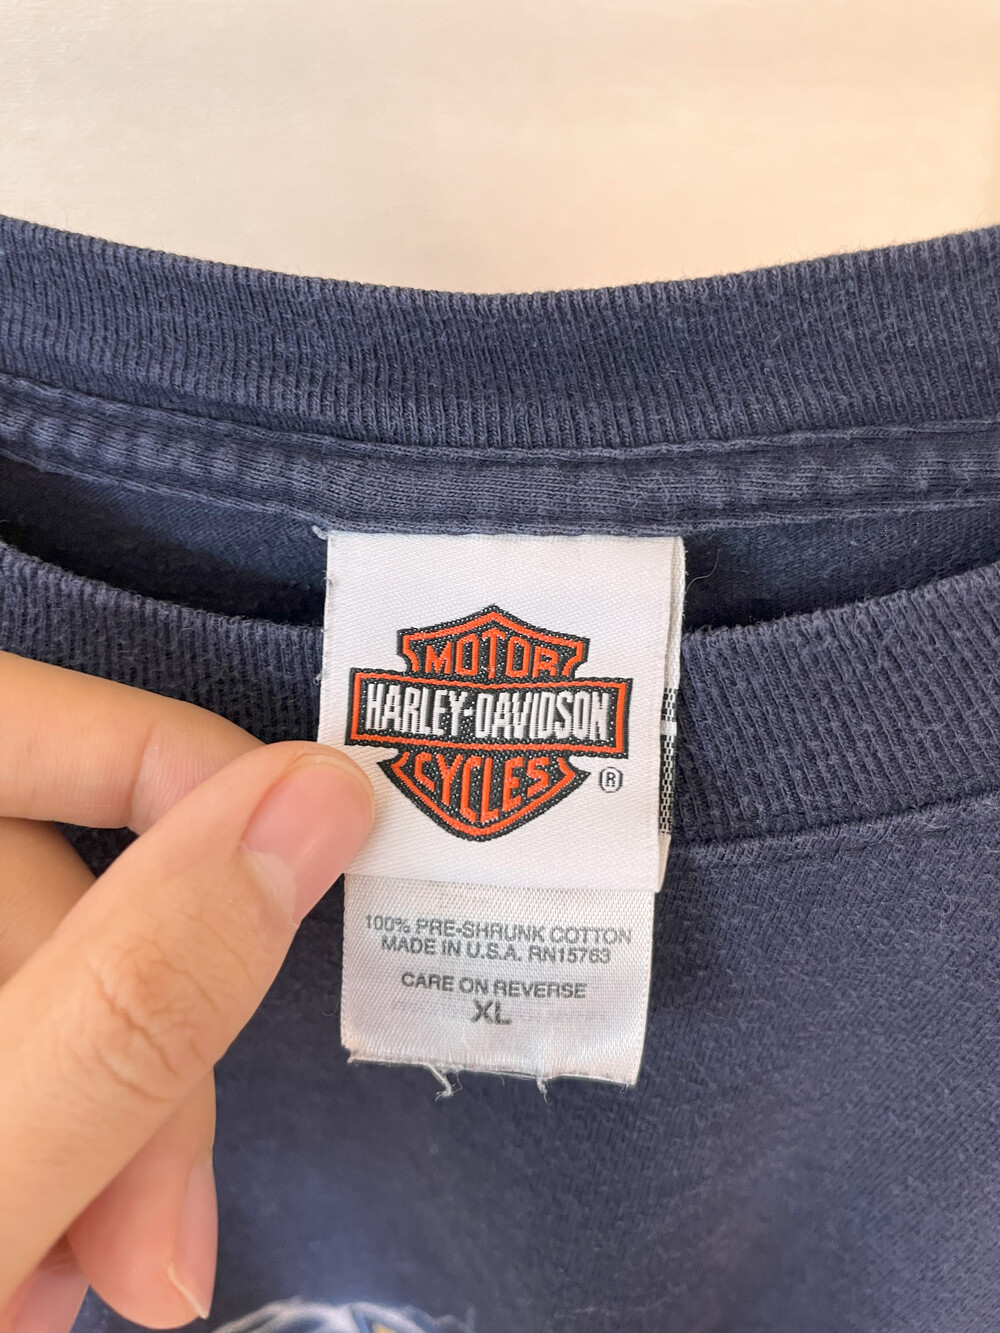 MOTOR
HARLEY-DAVIDSON
CYCLES
®
100% PRE-SHRUNK COTTON
MADE IN U.S.A. RN15763
CARE ON REVERSE
XL